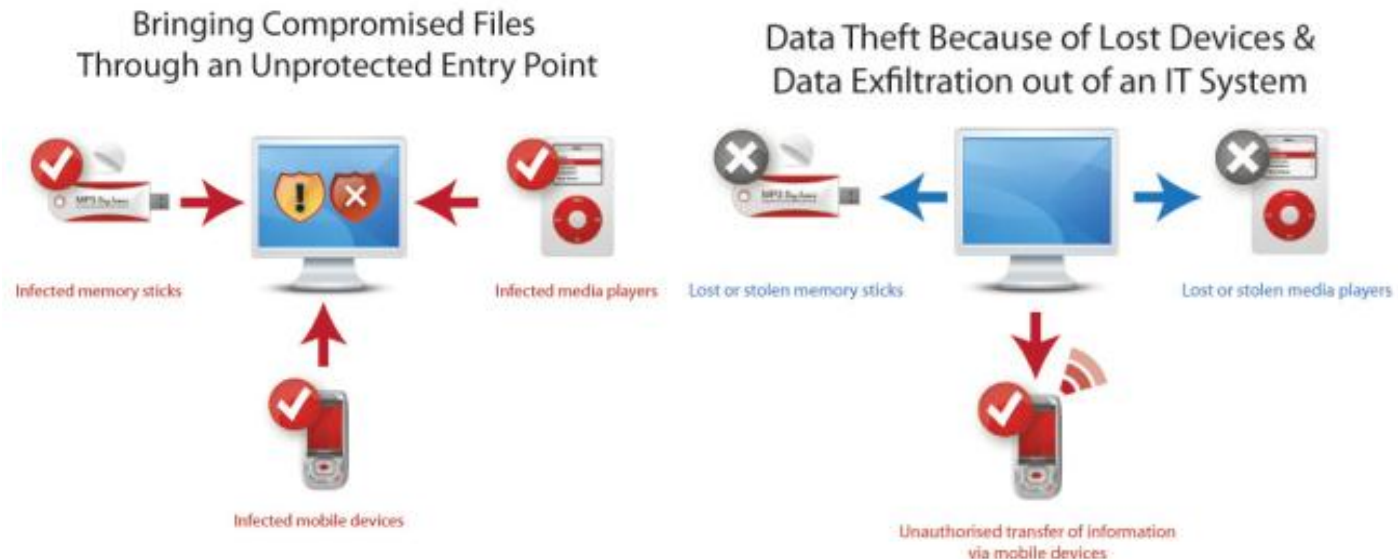 Bringing Compromised Files
Through an Unprotected Entry Point
Infected memory sticks
Infected media players
Infected mobile devices
Data Theft Because of Lost Devices &
Data Exfiltration out of an IT System
Lost or stolen memory sticks
Lost or stolen media players
Unauthorised transfer of information
via mobile devices